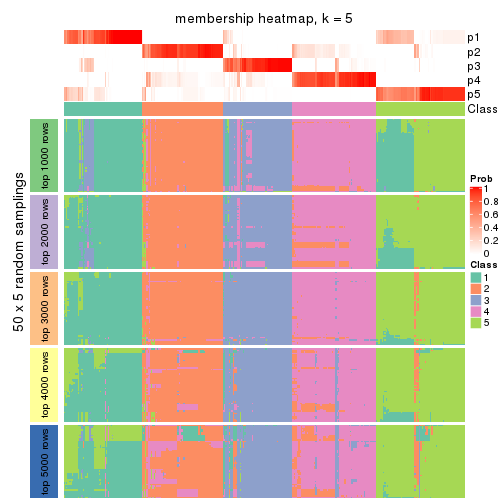 membership heatmap, k = 5
p1
p2
p3
p4
p5
Class
50 x 5 random samplings
top 1000 rows
top 2000 rows
top 3000 rows
top 4000 rows
top 5000 rows
Prob
1
0.8
0.6
0.4
0.2
0
Class
1
2
3
4
5